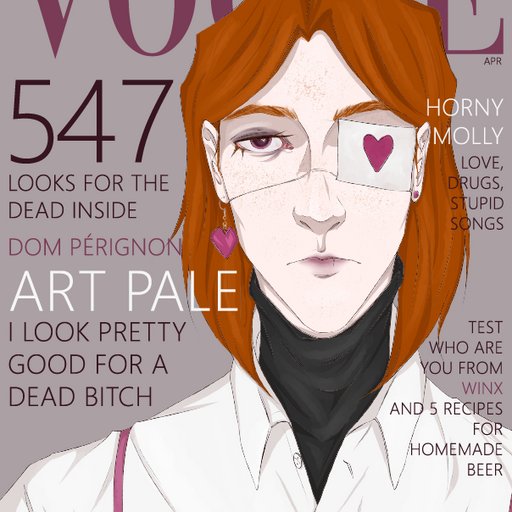 VOGUE
APR
547
LOOKS FOR THE
DEAD INSIDE
DOM PÉRIGNON
ART PALE
I LOOK PRETTY
GOOD FOR A
DEAD BITCH
HORNY
MOLLY
LOVE,
DRUGS,
STUPID
SONGS
TEST
WHO ARE
YOU FROM
WINX
AND 5 RECIPES
FOR
HOMEMADE
BEER